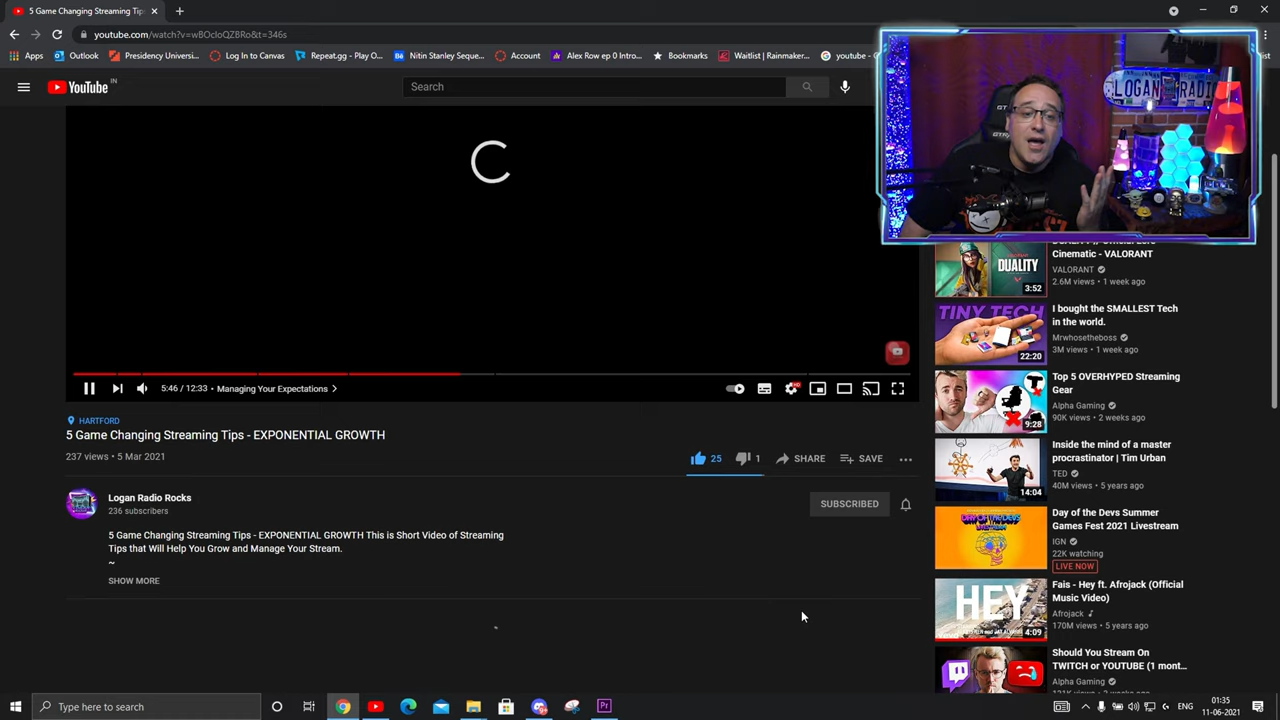 5 Game Changing Streaming Tip
youtube.com/watch?v=wBOcIoQZBRo&t=346s
Apps
Outlook
Presidency Universi...
Log In to Canvas
Repeat.gg - Play O...
Nitri Stanley Seque...
Account
Alex Row ep 0 Intro...
Bookmarks
Waitlist | Rainmaker...
youtube - G
YouTube
IN
Search
LOGAN RADI
GT
GTR
Cinematic - VALORANT
VALORANT
2.6M views • 1 week ago
DUALITY
3:52
TINY TECH
22:20
I bought the SMALLEST Tech
in the world.
Mrwhosetheboss
3M views • 1 week ago
5:46 / 12:33 • Managing Your Expectations
HD
9:28
Top 5 OVERHYPED Streaming
Gear
Alpha Gaming
90K views • 2 weeks ago
HARTFORD
5 Game Changing Streaming Tips - EXPONENTIAL GROWTH
237 views • 5 Mar 2021
25
1
SHARE
SAVE
14:04
Inside the mind of a master
procrastinator | Tim Urban
TED
40M views • 5 years ago
Logan Radio Rocks
236 subscribers
SUBSCRIBED
5 Game Changing Streaming Tips - EXPONENTIAL GROWTH This is Short Video on Streaming
Tips that Will Help You Grow and Manage Your Stream.
~
SHOW MORE
DAY OF THE DEVS
Day of the Devs Summer
Games Fest 2021 Livestream
IGN
22K watching
LIVE NOW
HEY
4:09
Fais - Hey ft. Afrojack (Official
Music Video)
Afrojack
170M views • 5 years ago
Should You Stream On
TWITCH or YOUTUBE (1 mont...
Alpha Gaming
Type here to search
ENG
01:35
11-06-2021